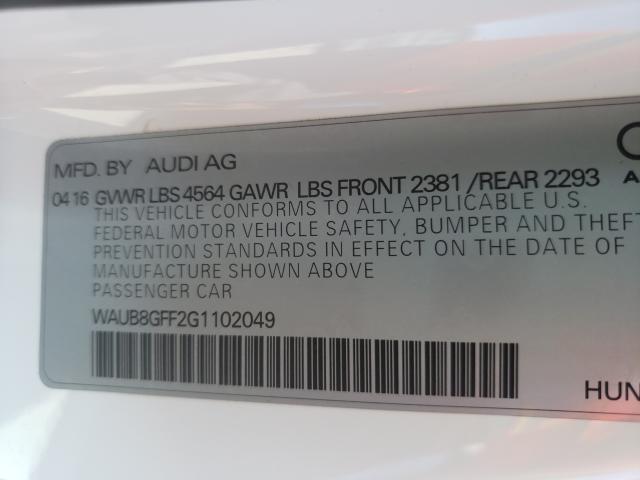 MFD. BY AUDI AG
04 16 GVWR LBS 4564 GAWR LBS FRONT 2381 /REAR 2293
THIS VEHICLE CONFORMS TO ALL APPLICABLE U.S.
FEDERAL MOTOR VEHICLE SAFETY, BUMPER AND THEFT
PREVENTION STANDARDS IN EFFECT ON THE DATE OF
MANUFACTURE SHOWN ABOVE
PASSENGER CAR
WAUB8GFF2G1102049
HUN